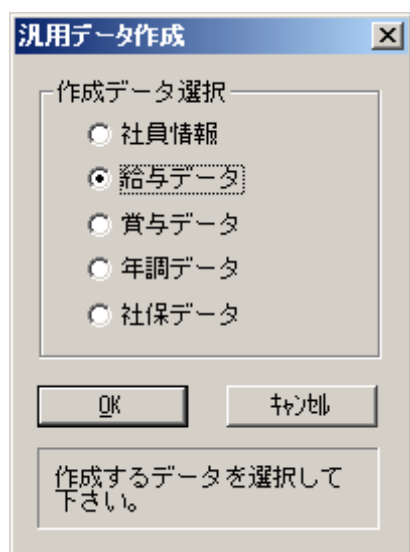 汎用データ作成
作成データ選択
社員情報
給与データ
賞与データ
年調データ
社保データ
OK
ｷｬﾝｾﾙ
作成するデータを選択して
下さい。